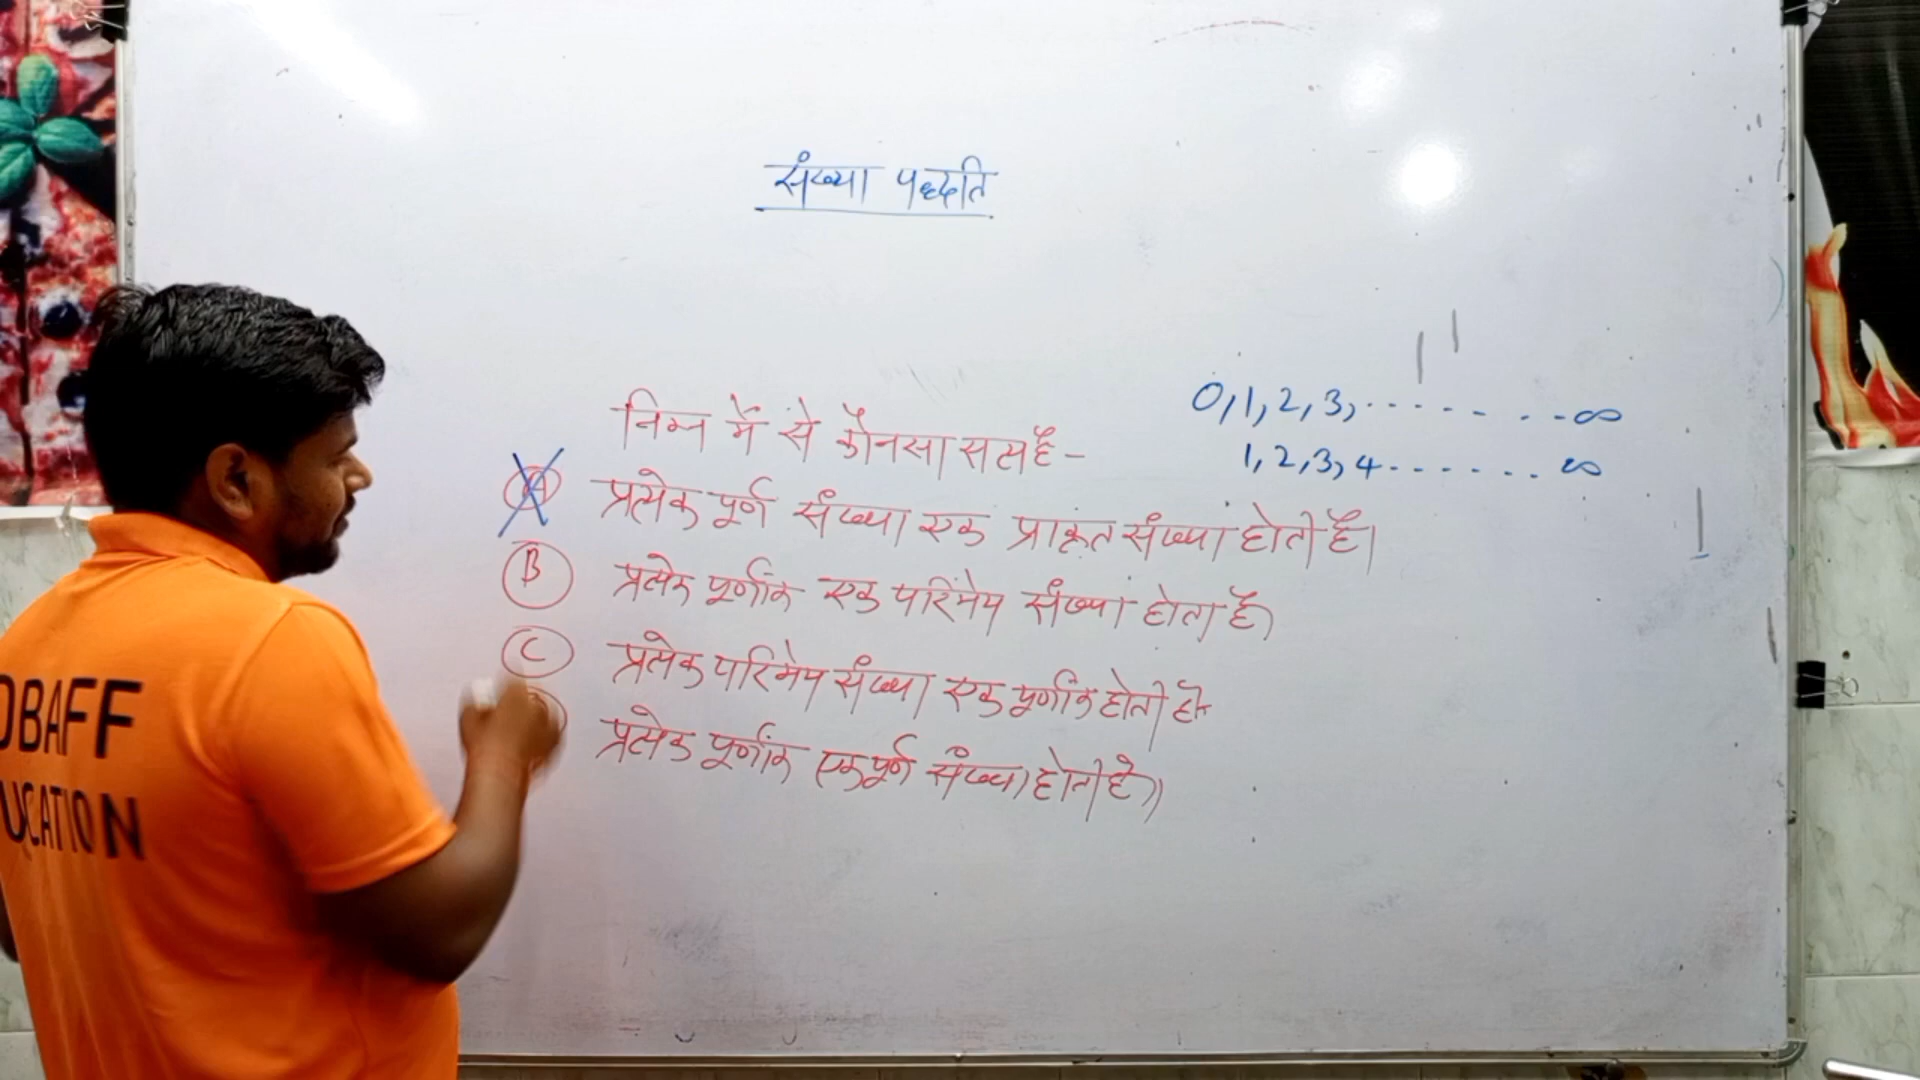 संख्या पद्धति
0, 1, 2, 3, ....... ∞
1, 2, 3, 4....... ∞
निम्न में से कौनसा सत्य है -
(A) प्रत्येक पूर्ण संख्या एक प्राकृत संख्या होती है।
(B) प्रत्येक पूर्णांक एक परिमेय संख्या होता है
(C) प्रत्येक परिमेय संख्या एक पूर्णांक होती है
प्रत्येक पूर्णांक एक पूर्ण संख्या होती है।
OBAFF
UCATION